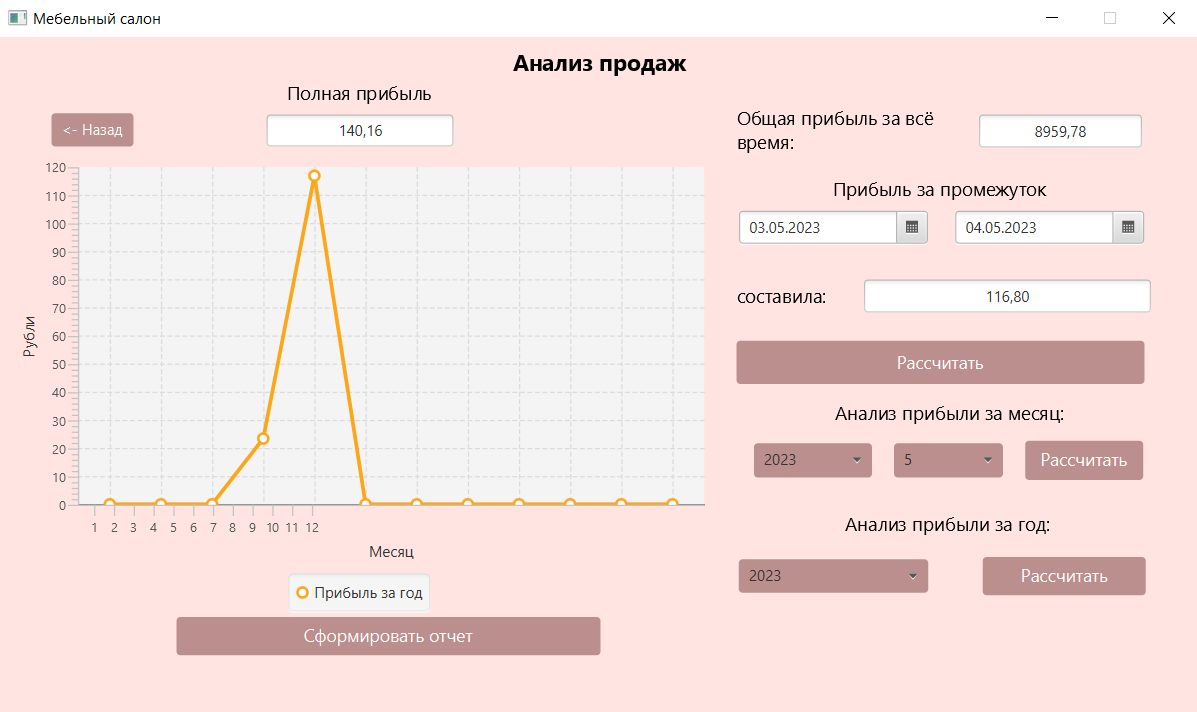 Мебельный салон
Анализ продаж
Полная прибыль
<- Назад
140,16
Общая прибыль за всё
время:
8959,78
Прибыль за промежуток
03.05.2023
04.05.2023
составила:
116,80
Рассчитать
Анализ прибыли за месяц:
2023
5
Рассчитать
Анализ прибыли за год:
2023
Рассчитать
120
110
100
90
80
70
60
50
40
30
20
10
0
Рубли
1 2 3 4 5 6 7 8 9 10 11 12
Месяц
Прибыль за год
Сформировать отчет